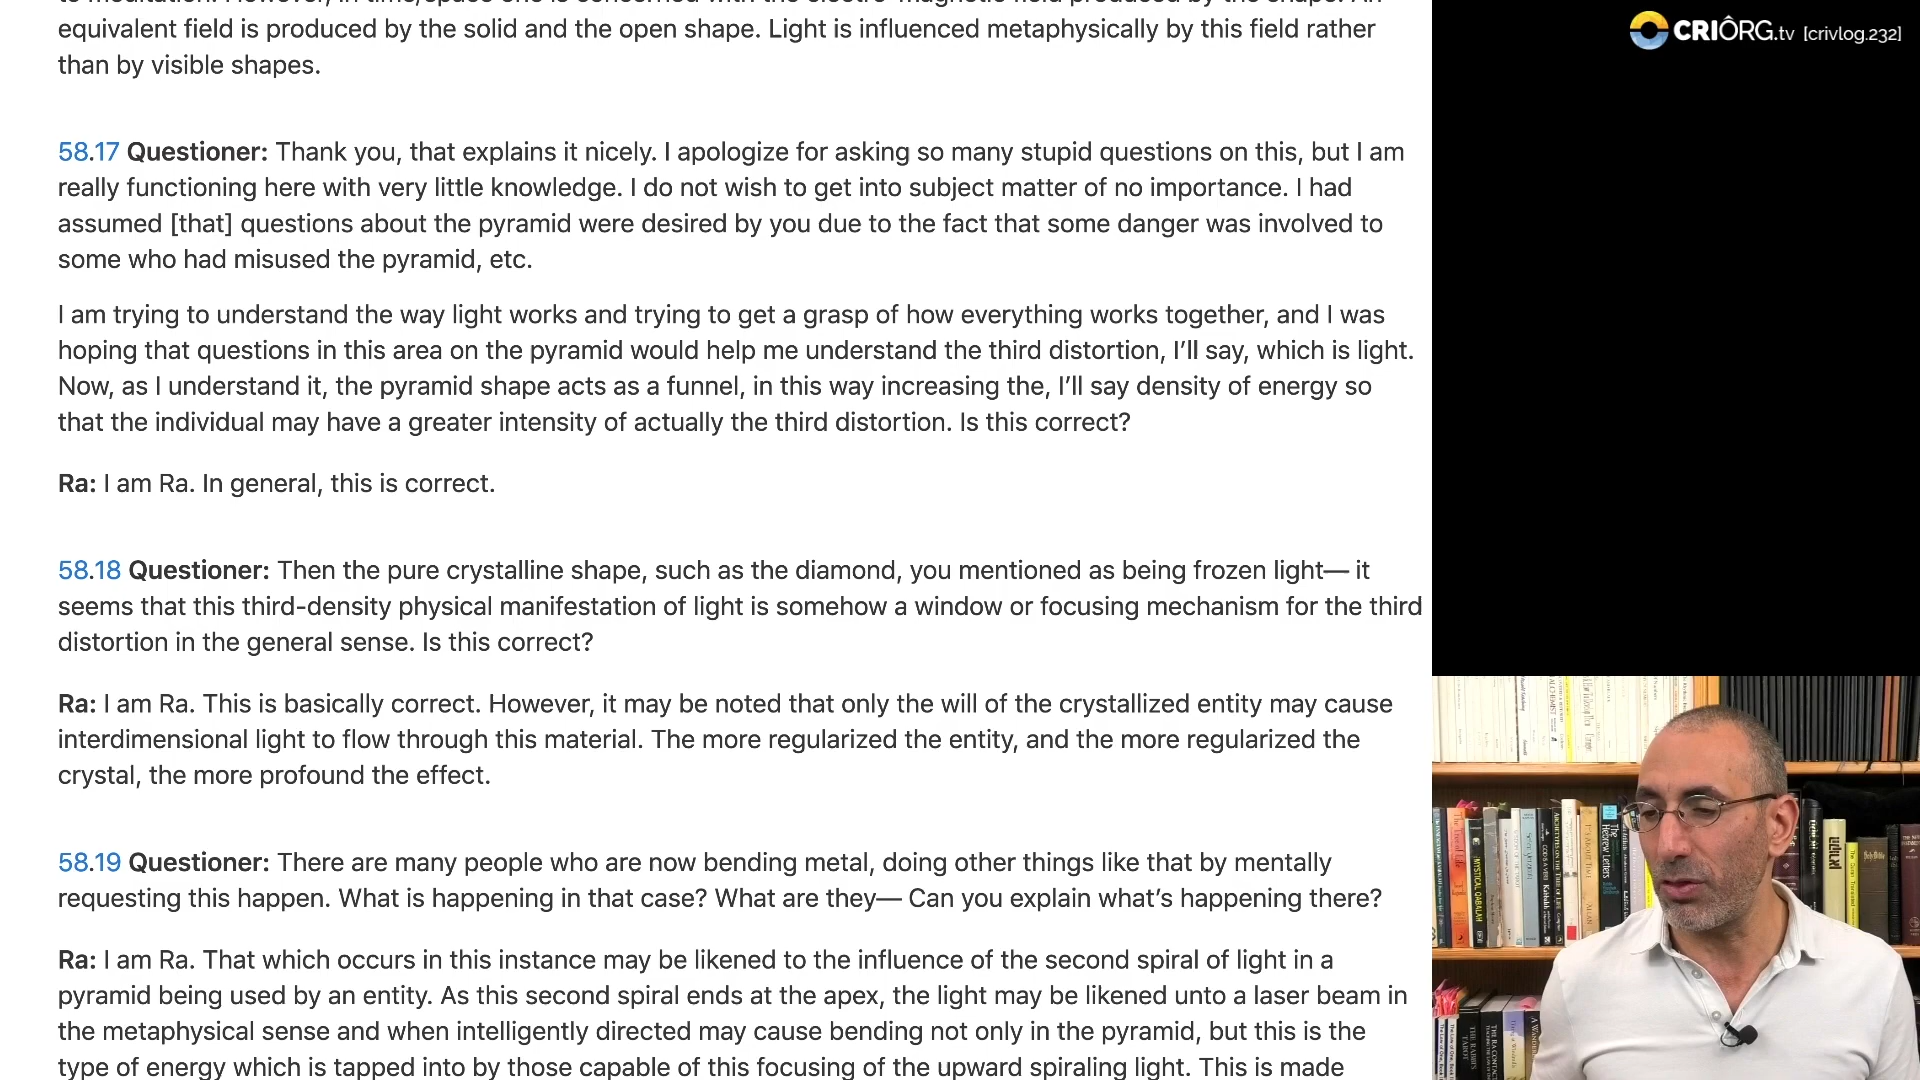 equivalent field is produced by the solid and the open shape. Light is influenced metaphysically by this field rather
than by visible shapes.
58.17 Questioner: Thank you, that explains it nicely. I apologize for asking so many stupid questions on this, but I am
really functioning here with very little knowledge. I do not wish to get into subject matter of no importance. I had
assumed [that] questions about the pyramid were desired by you due to the fact that some danger was involved to
some who had misused the pyramid, etc.
I am trying to understand the way light works and trying to get a grasp of how everything works together, and I was
hoping that questions in this area on the pyramid would help me understand the third distortion, I’ll say, which is light.
Now, as I understand it, the pyramid shape acts as a funnel, in this way increasing the, I’ll say density of energy so
that the individual may have a greater intensity of actually the third distortion. Is this correct?
Ra: I am Ra. In general, this is correct.
58.18 Questioner: Then the pure crystalline shape, such as the diamond, you mentioned as being frozen light— it
seems that this third-density physical manifestation of light is somehow a window or focusing mechanism for the third
distortion in the general sense. Is this correct?
Ra: I am Ra. This is basically correct. However, it may be noted that only the will of the crystallized entity may cause
interdimensional light to flow through this material. The more regularized the entity, and the more regularized the
crystal, the more profound the effect.
58.19 Questioner: There are many people who are now bending metal, doing other things like that by mentally
requesting this happen. What is happening in that case? What are they— Can you explain what’s happening there?
Ra: I am Ra. That which occurs in this instance may be likened to the influence of the second spiral of light in a
pyramid being used by an entity. As this second spiral ends at the apex, the light may be likened unto a laser beam in
the metaphysical sense and when intelligently directed may cause bending not only in the pyramid, but this is the
type of energy which is tapped into by those capable of this focusing of the upward spiraling light. This is made
CRIÔRG.tv [crivlog.232]
MYSTICAL QABALAH
The Hebrew Letters